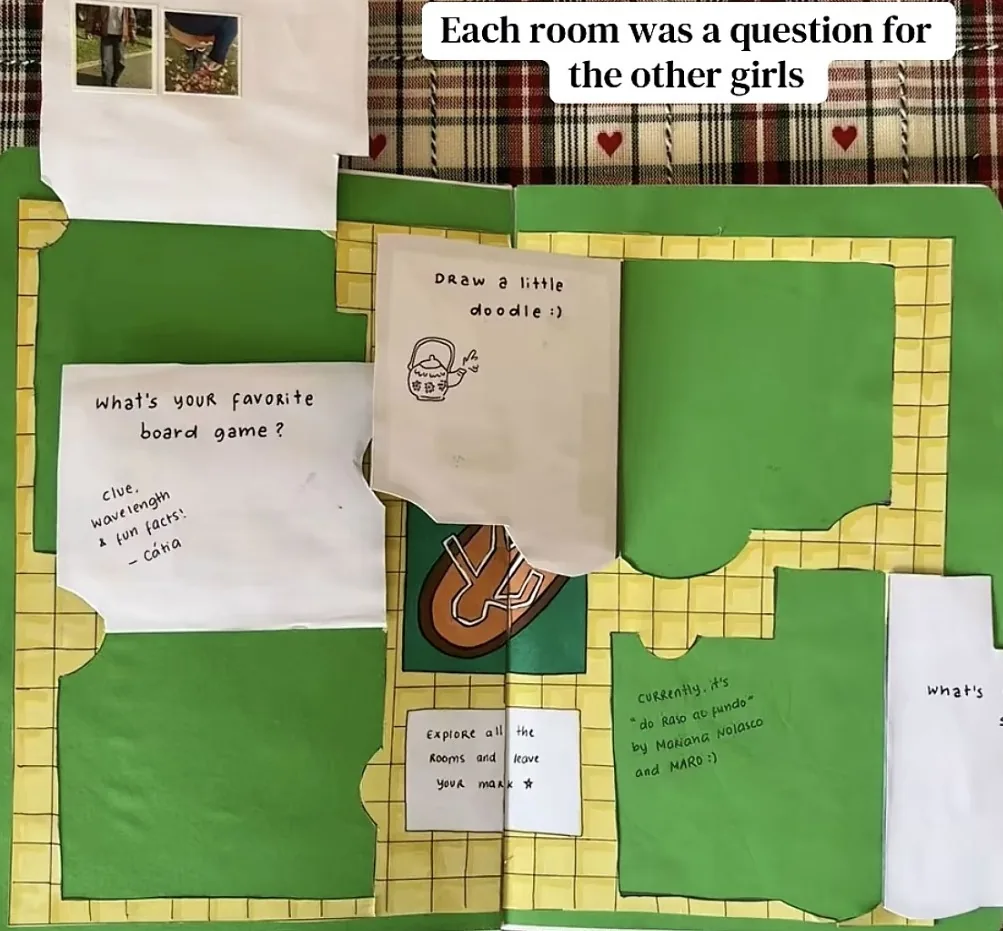 Each room was a question for
the other girls
Draw a little
doodle :)
What's your favorite
board game?
clue,
wavelength
& fun facts!
- Cátia
Explore all the
rooms and leave
your mark ☆
currently, it's
"do Raso ao fundo"
by Mariana Nolasco
and MARO :)
What's
s